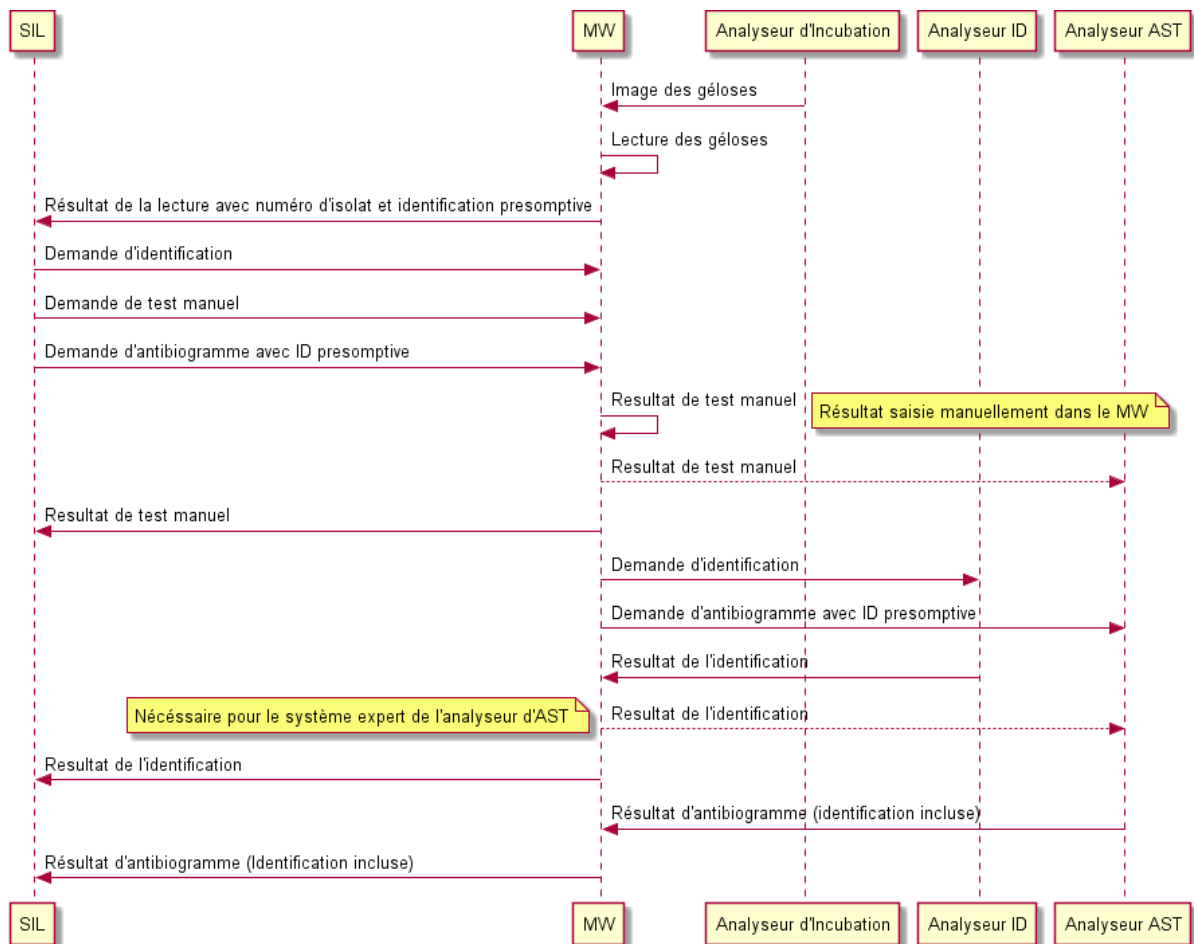 SIL
MW
Analyseur d'Incubation
Analyseur ID
Analyseur AST
Image des géloses
Lecture des géloses
Résultat de la lecture avec numéro d'isolat et identification presomptive
Demande d'identification
Demande de test manuel
Demande d'antibiogramme avec ID presomptive
Resultat de test manuel
Résultat saisie manuellement dans le MW
Resultat de test manuel
Resultat de test manuel
Demande d'identification
Demande d'antibiogramme avec ID presomptive
Resultat de l'identification
Nécéssaire pour le système expert de l'analyseur d'AST
Resultat de l'identification
Resultat de l'identification
Résultat d'antibiogramme (identification incluse)
Résultat d'antibiogramme (Identification incluse)
SIL
MW
Analyseur d'Incubation
Analyseur ID
Analyseur AST